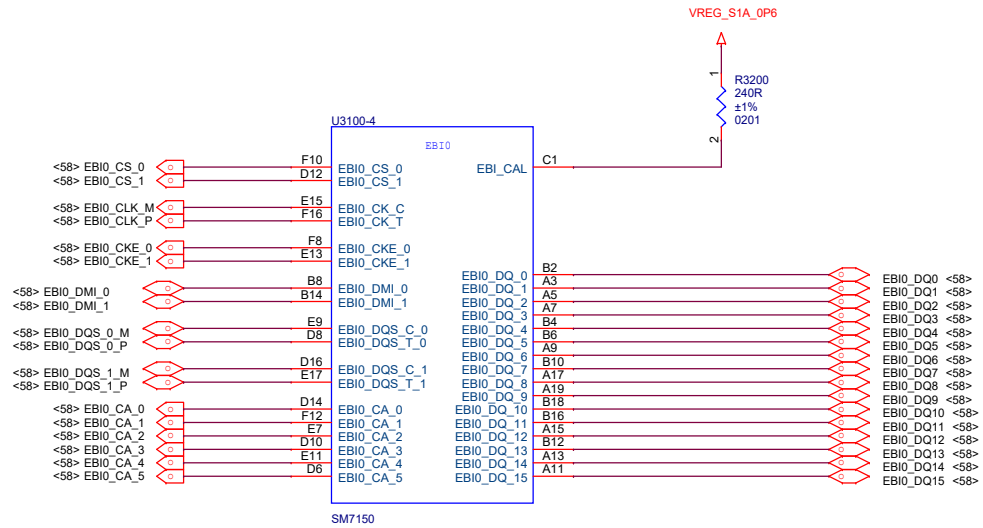 VREG_S1A_0P6
1
R3200
240R
±1%
0201
2
U3100-4
EBI0
<58> EBI0_CS_0 F10 EBI0_CS_0 EBI_CAL C1
<58> EBI0_CS_1 D12 EBI0_CS_1
<58> EBI0_CLK_M E15 EBI0_CK_C
<58> EBI0_CLK_P F16 EBI0_CK_T
<58> EBI0_CKE_0 F8 EBI0_CKE_0
<58> EBI0_CKE_1 E13 EBI0_CKE_1
EBI0_DQ_0 B2 EBI0_DQ0 <58>
<58> EBI0_DMI_0 B8 EBI0_DMI_0 EBI0_DQ_1 A3 EBI0_DQ1 <58>
<58> EBI0_DMI_1 B14 EBI0_DMI_1 EBI0_DQ_2 A5 EBI0_DQ2 <58>
EBI0_DQ_3 A7 EBI0_DQ3 <58>
<58> EBI0_DQS_0_M E9 EBI0_DQS_C_0 EBI0_DQ_4 B4 EBI0_DQ4 <58>
<58> EBI0_DQS_0_P D8 EBI0_DQS_T_0 EBI0_DQ_5 B6 EBI0_DQ5 <58>
EBI0_DQ_6 A9 EBI0_DQ6 <58>
<58> EBI0_DQS_1_M D16 EBI0_DQS_C_1 EBI0_DQ_7 B10 EBI0_DQ7 <58>
<58> EBI0_DQS_1_P E17 EBI0_DQS_T_1 EBI0_DQ_8 A17 EBI0_DQ8 <58>
EBI0_DQ_9 A19 EBI0_DQ9 <58>
<58> EBI0_CA_0 D14 EBI0_CA_0 EBI0_DQ_10 B18 EBI0_DQ10 <58>
<58> EBI0_CA_1 F12 EBI0_CA_1 EBI0_DQ_11 B16 EBI0_DQ11 <58>
<58> EBI0_CA_2 E7 EBI0_CA_2 EBI0_DQ_12 A15 EBI0_DQ12 <58>
<58> EBI0_CA_3 D10 EBI0_CA_3 EBI0_DQ_13 B12 EBI0_DQ13 <58>
<58> EBI0_CA_4 E11 EBI0_CA_4 EBI0_DQ_14 A13 EBI0_DQ14 <58>
<58> EBI0_CA_5 D6 EBI0_CA_5 EBI0_DQ_15 A11 EBI0_DQ15 <58>
SM7150